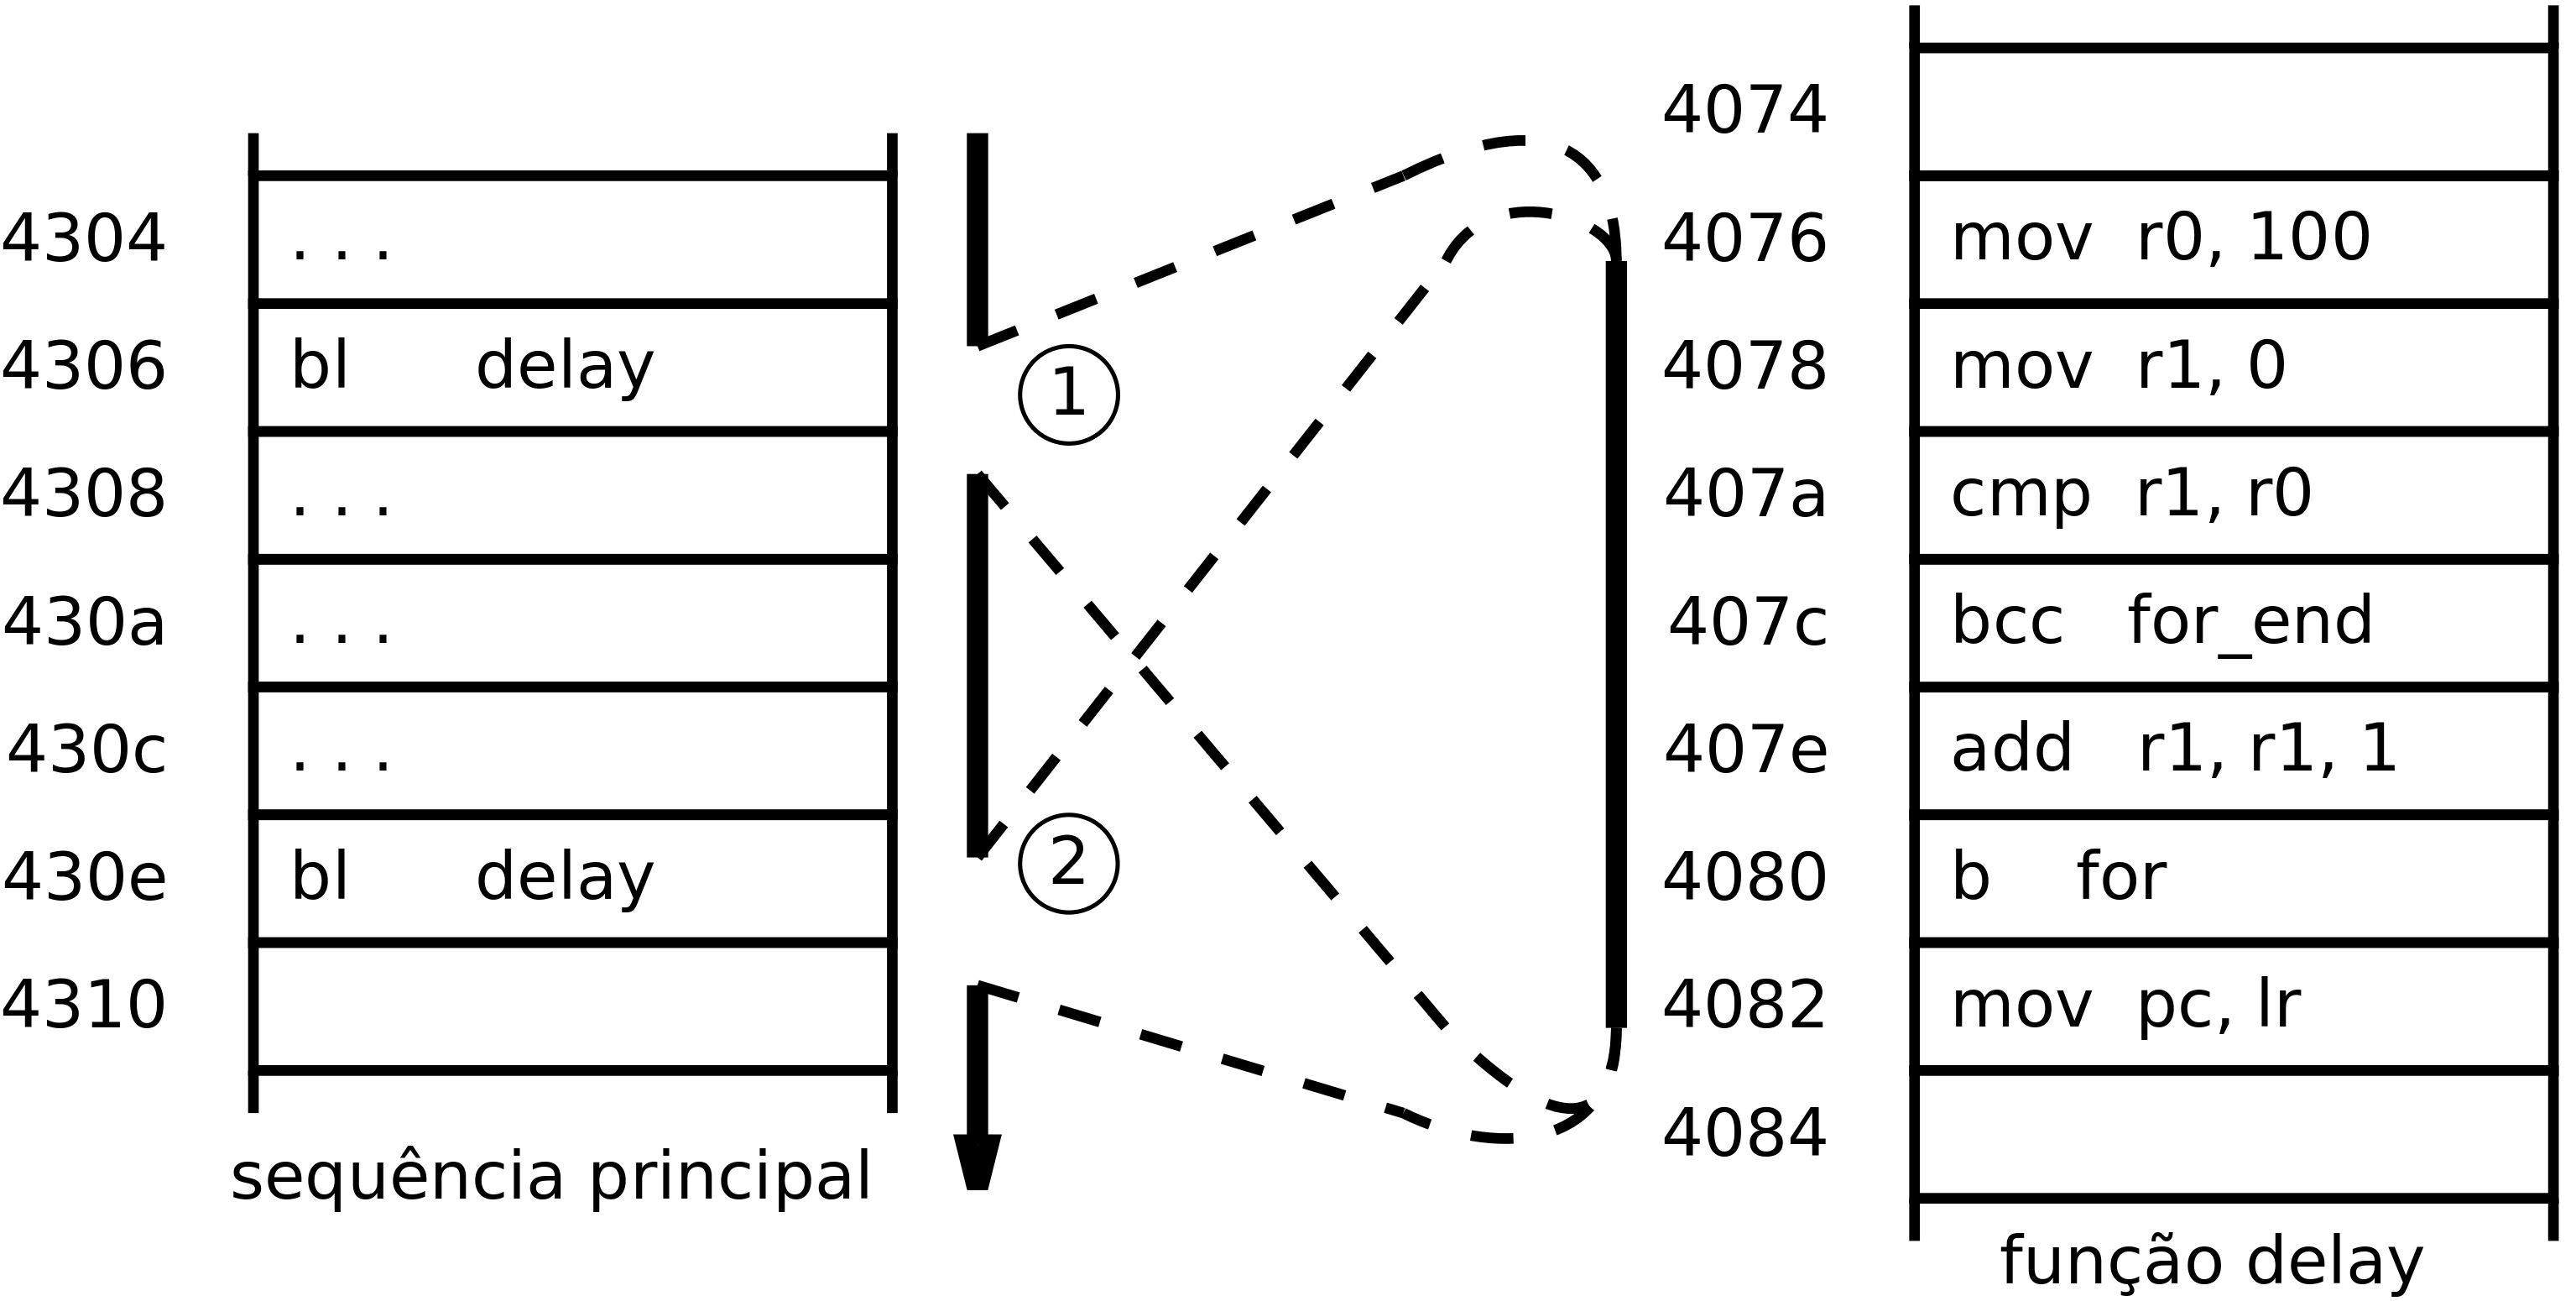 4304 . . .
4306 bl delay
4308 . . .
430a . . .
430c . . .
430e bl delay
4310
sequência principal
1
2
4074
4076 mov r0, 100
4078 mov r1, 0
407a cmp r1, r0
407c bcc for_end
407e add r1, r1, 1
4080 b for
4082 mov pc, lr
4084
função delay